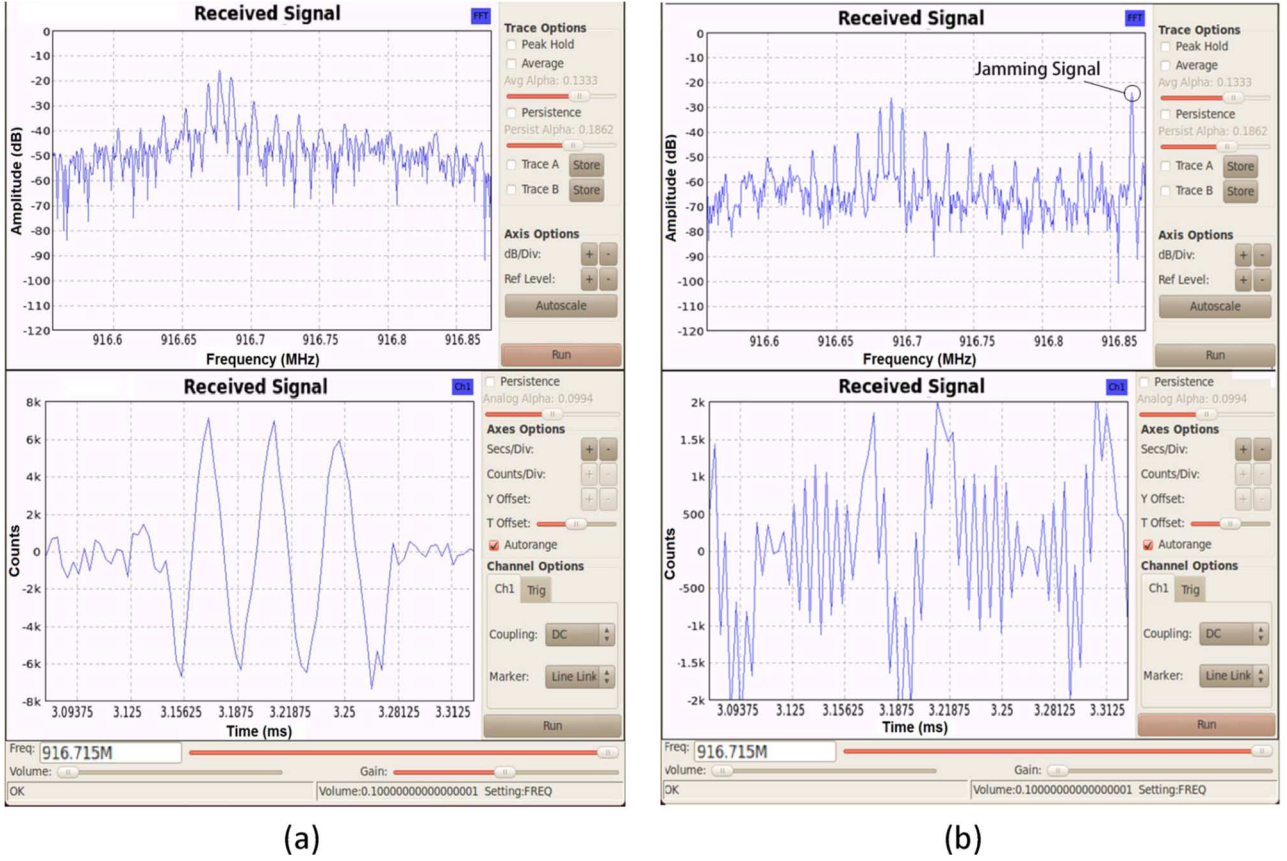 Received Signal
FFT
0
-10
-20
-30
-40
-50
-60
-70
-80
-90
-100
-110
-120
Amplitude (dB)
916.6 916.65 916.7 916.75 916.8 916.85
Frequency (MHz)
Trace Options
Peak Hold
Average
Avg Alpha: 0.1333
Persistence
Persist Alpha: 0.1862
Trace A Store
Trace B Store
Axis Options
dB/Div: + -
Ref Level: + -
Autoscale
Run
Received Signal
Ch1
8k
6k
4k
2k
0
-2k
-4k
-6k
-8k
Counts
3.09375 3.125 3.15625 3.1875 3.21875 3.25 3.28125 3.3125
Time (ms)
Persistence
Analog Alpha: 0.0994
Axes Options
Secs/Div: + -
Counts/Div: + -
Y Offset: + -
T Offset:
Autorange
Channel Options
Ch1 Trig
Coupling: DC
Marker: Line Link
Run
Freq: 916.715M
Volume: Gain:
OK Volume:0.10000000000000001 Setting:FREQ
(a)
Received Signal
FFT
0
-10
-20
-30
-40
-50
-60
-70
-80
-90
-100
-110
-120
Amplitude (dB)
Jamming Signal
916.6 916.65 916.7 916.75 916.8 916.85
Frequency (MHz)
Trace Options
Peak Hold
Average
Avg Alpha: 0.1333
Persistence
Persist Alpha: 0.1862
Trace A Store
Trace B Store
Axis Options
dB/Div: + -
Ref Level: + -
Autoscale
Run
Received Signal
Ch1
2k
1.5k
1k
500
0
-500
-1k
-1.5k
-2k
Counts
3.09375 3.125 3.15625 3.1875 3.21875 3.25 3.28125 3.3125
Time (ms)
Persistence
Analog Alpha: 0.0994
Axes Options
Secs/Div: + -
Counts/Div: + -
Y Offset: + -
T Offset:
Autorange
Channel Options
Ch1 Trig
Coupling: DC
Marker: Line Link
Run
Freq: 916.715M
Volume: Gain:
OK Volume:0.10000000000000001 Setting:FREQ
(b)